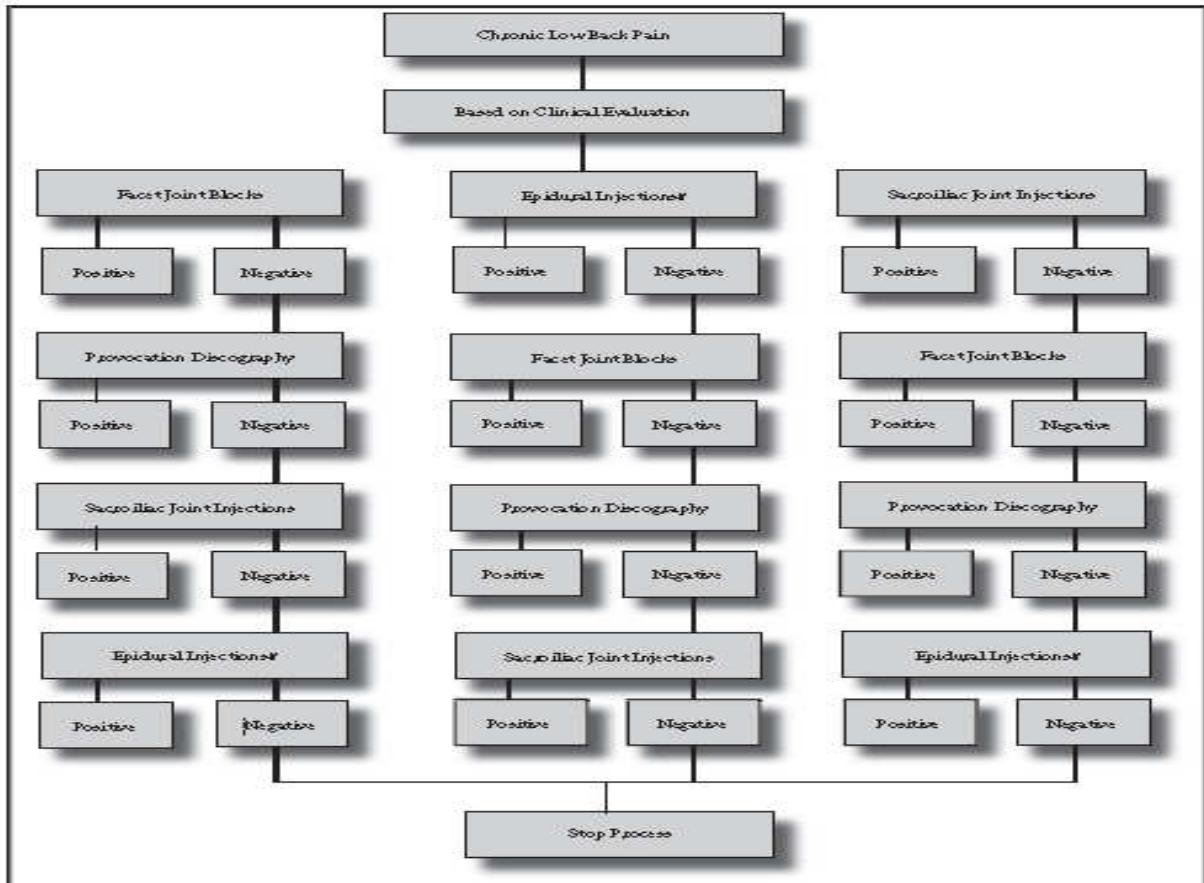 Chronic Low Back Pain
Based on Clinical Evaluation
Facet Joint Blocks
Epidural Injections#
Sacroiliac Joint Injections
Positive
Negative
Positive
Negative
Positive
Negative
Provocation Discography
Facet Joint Blocks
Facet Joint Blocks
Positive
Negative
Positive
Negative
Positive
Negative
Sacroiliac Joint Injections
Provocation Discography
Provocation Discography
Positive
Negative
Positive
Negative
Positive
Negative
Epidural Injections#
Sacroiliac Joint Injections
Epidural Injections#
Positive
Negative
Positive
Negative
Positive
Negative
Stop Process